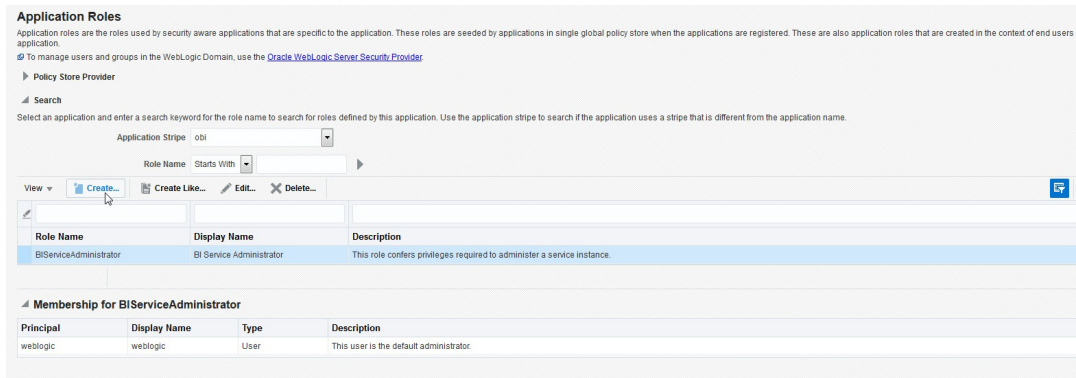 Application Roles
Application roles are the roles used by security aware applications that are specific to the application. These roles are seeded by applications in single global policy store when the applications are registered. These are also application roles that are created in the context of end users
application.
To manage users and groups in the WebLogic Domain, use the Oracle WebLogic Server Security Provider.
Policy Store Provider
Search
Select an application and enter a search keyword for the role name to search for roles defined by this application. Use the application stripe to search if the application uses a stripe that is different from the application name.
Application Stripe obi
Role Name Starts With
View Create... Create Like... Edit... Delete...
Role Name Display Name Description
BIServiceAdministrator BI Service Administrator This role confers privileges required to administer a service instance.
Membership for BIServiceAdministrator
Principal Display Name Type Description
weblogic weblogic User This user is the default administrator.